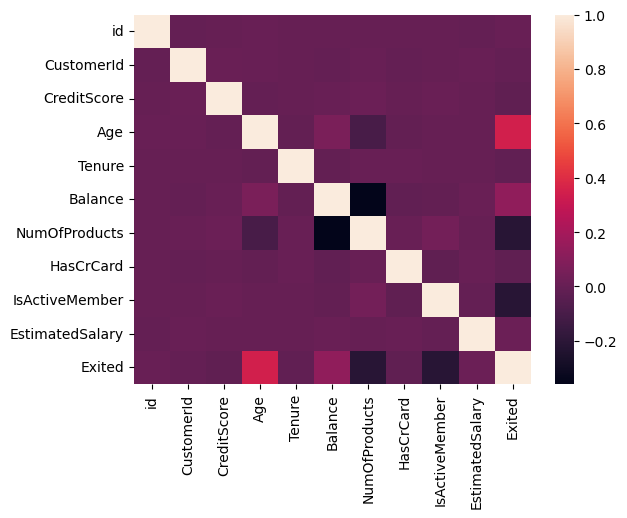 id
CustomerId
CreditScore
Age
Tenure
Balance
NumOfProducts
HasCrCard
IsActiveMember
EstimatedSalary
Exited
id
CustomerId
CreditScore
Age
Tenure
Balance
NumOfProducts
HasCrCard
IsActiveMember
EstimatedSalary
Exited
1.0
0.8
0.6
0.4
0.2
0.0
−0.2